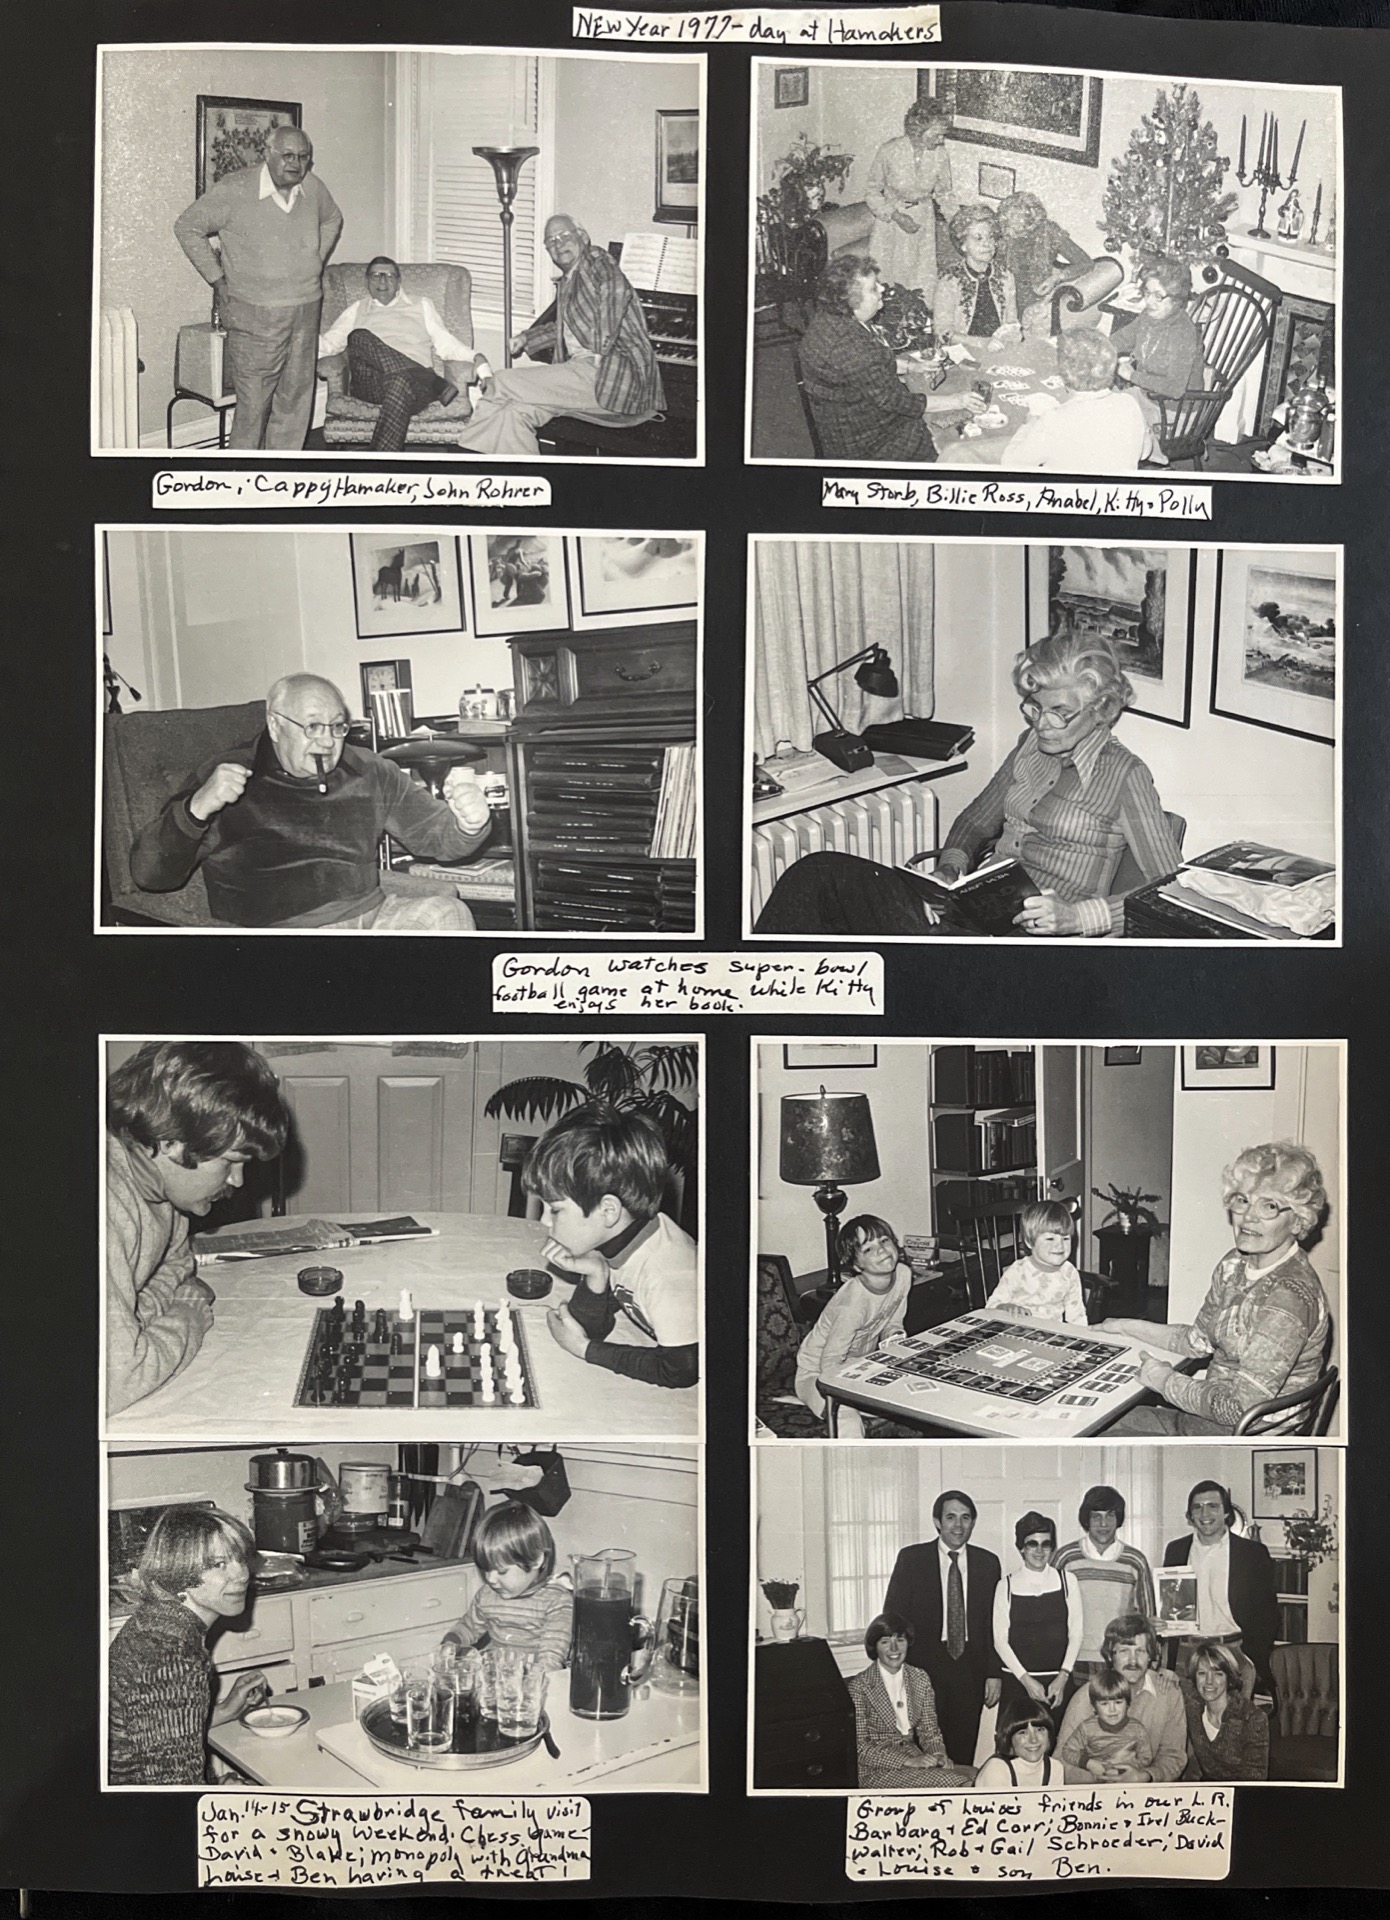 NEW Year 1977 - day at Hamakers
Gordon, Cappy Hamaker, John Rohrer
Mary Storb, Billie Ross, Anabel, Kitty & Polly
Gordon watches super-bowl
football game at home while Kitty
enjoys her book.
Jan. 14-15 Strawbridge family visit
for a snowy weekend. Chess game
David & Blake; monopoly with Grandma
Louise & Ben having a treat!
Group of Louise's friends in our L.R.
Barbara & Ed Carr; Bonnie & Irel Buck-
walter; Rob & Gail Schroeder; David
& Louise & son Ben.